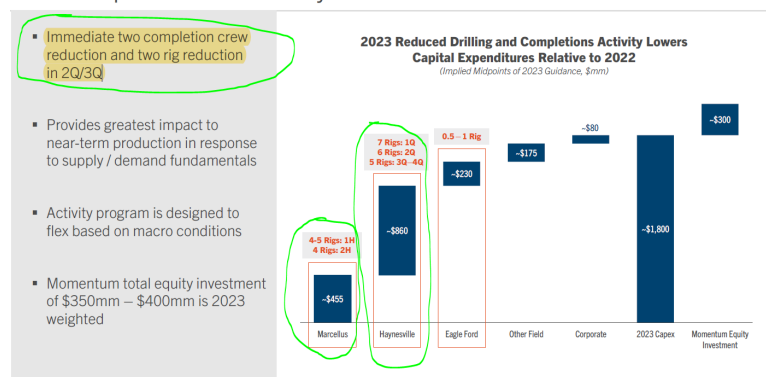 Immediate two completion crew
reduction and two rig reduction
in 2Q/3Q
Provides greatest impact to
near-term production in response
to supply / demand fundamentals
Activity program is designed to
flex based on macro conditions
Momentum total equity investment
of $350mm – $400mm is 2023
weighted
2023 Reduced Drilling and Completions Activity Lowers
Capital Expenditures Relative to 2022
(Implied Midpoints of 2023 Guidance, $mm)
4-5 Rigs: 1H
4 Rigs: 2H
~$455
7 Rigs: 1Q
6 Rigs: 2Q
5 Rigs: 3Q–4Q
~$860
0.5 – 1 Rig
~$230
~$175
~$80
~$1,800
~$300
Marcellus
Haynesville
Eagle Ford
Other Field
Corporate
2023 Capex
Momentum Equity
Investment